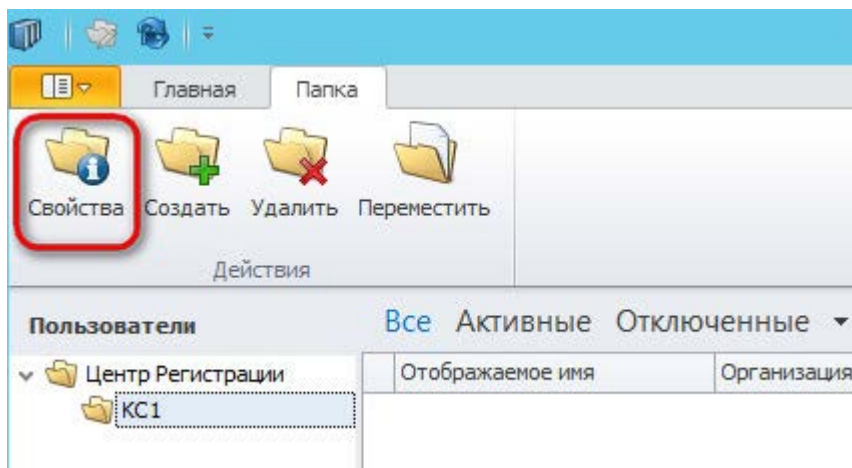 Главная Папка
Свойства Создать Удалить Переместить
Действия
Пользователи Все Активные Отключенные
Центр Регистрации Отображаемое имя Организация
КС1